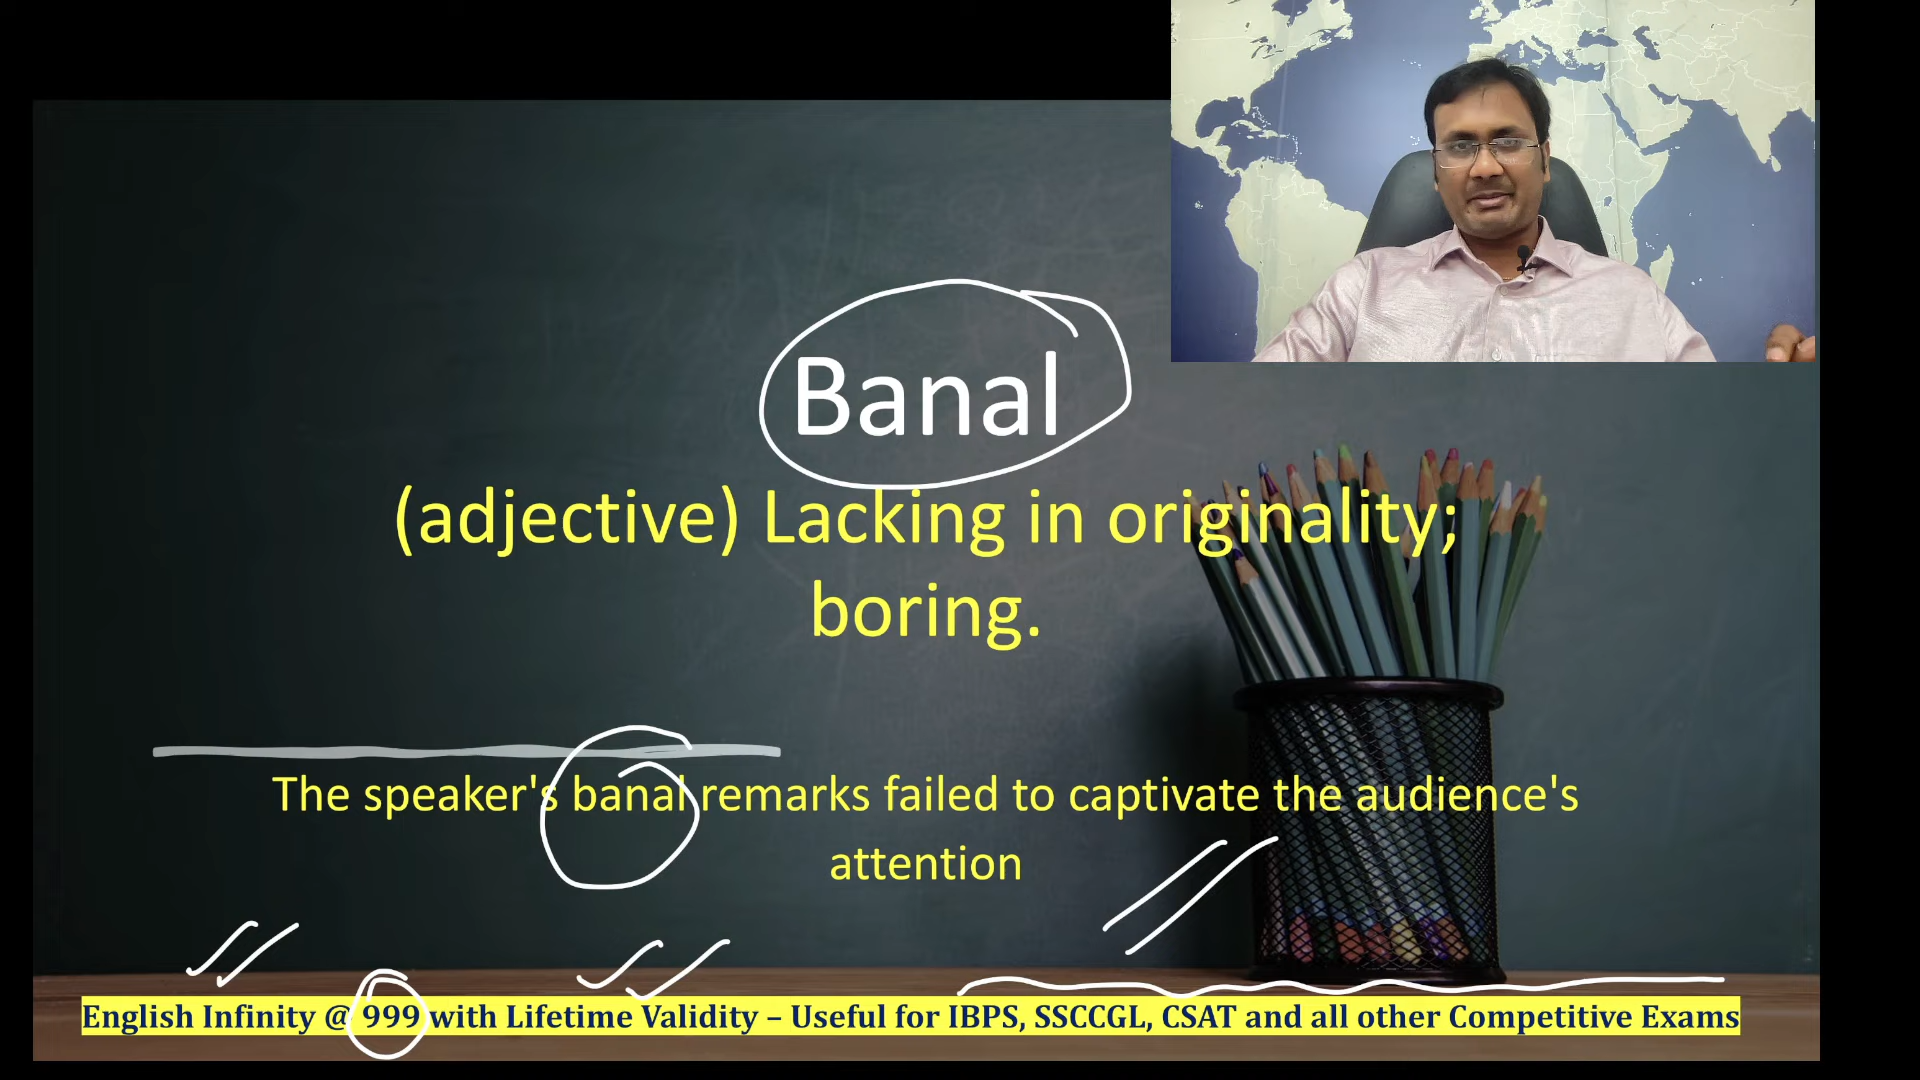 Banal
(adjective) Lacking in originality;
boring.
The speaker's banal remarks failed to captivate the audience's
attention
English Infinity @ 999 with Lifetime Validity – Useful for IBPS, SSCCGL, CSAT and all other Competitive Exams